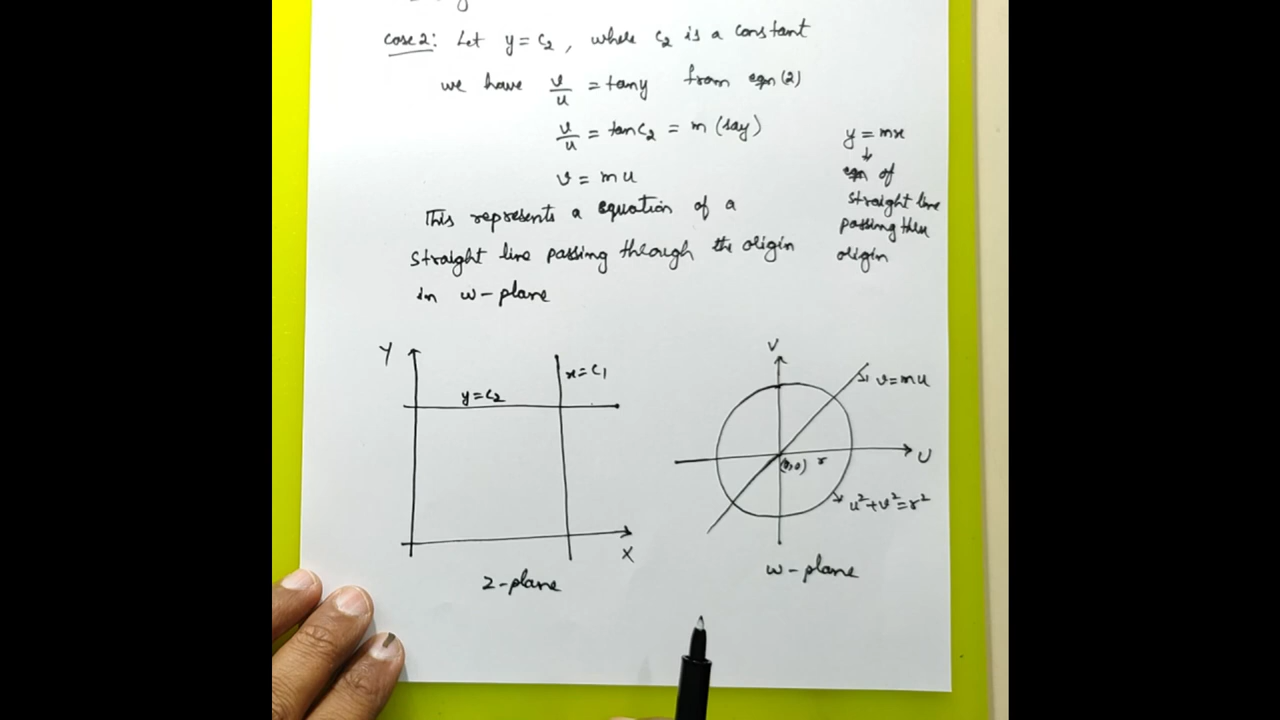 Case 2: Let y = c₂, where c₂ is a constant
we have v/u = tany from eqn (2)
v/u = tanc₂ = m (say)
v = mu
This represents a equation of a
straight line passing through the origin
in w-plane
y = mx
↓
eqn of
straight line
passing thru
origin
Y
x = c₁
y = c₂
X
z-plane
V
v = mu
U
(0,0) r
u² + v² = r²
w-plane